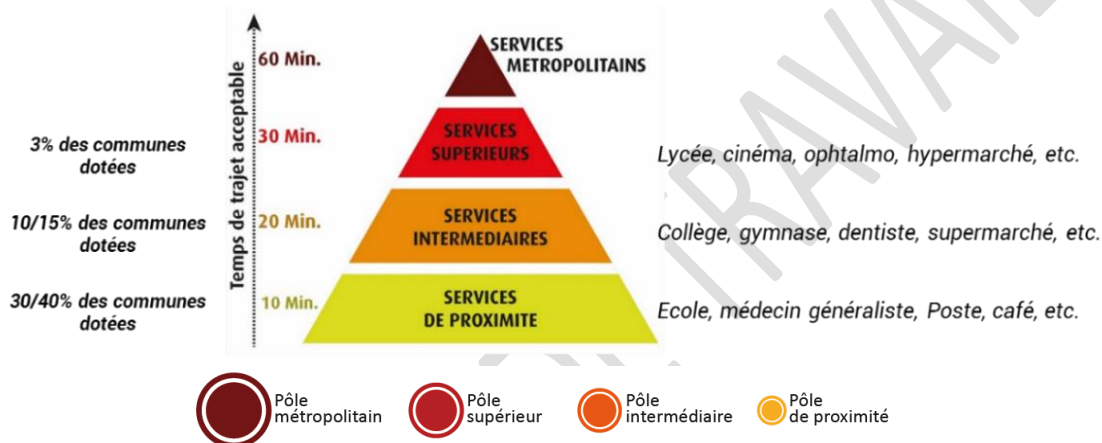 SERVICES
METROPOLITAINS
60 Min.
Temps de trajet acceptable
3% des communes
dotées
30 Min.
SERVICES
SUPERIEURS
Lycée, cinéma, ophtalmo, hypermarché, etc.
10/15% des communes
dotées
20 Min.
SERVICES
INTERMEDIAIRES
Collège, gymnase, dentiste, supermarché, etc.
30/40% des communes
dotées
10 Min.
SERVICES
DE PROXIMITE
Ecole, médecin généraliste, Poste, café, etc.
Pôle
métropolitain
Pôle
supérieur
Pôle
intermédiaire
Pôle
de proximité